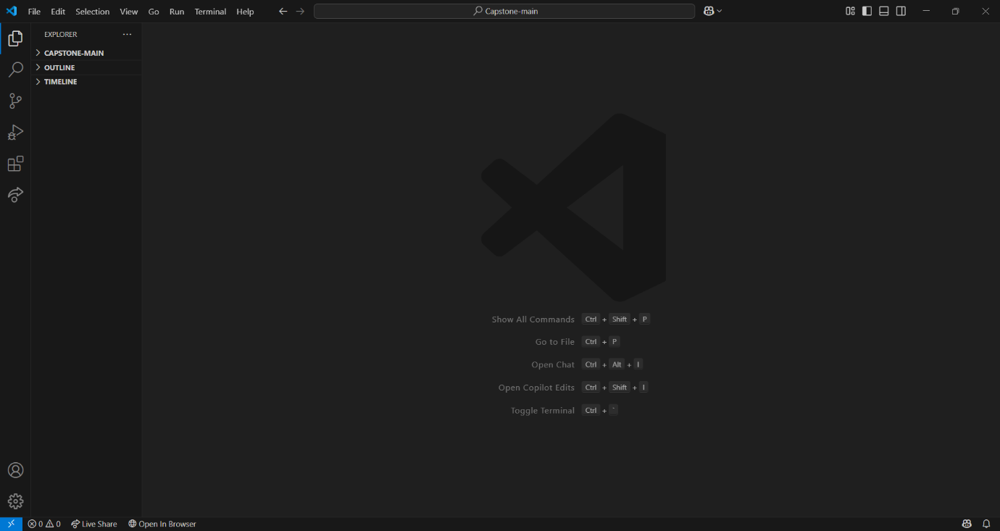 File Edit Selection View Go Run Terminal Help Capstone-main
EXPLORER
CAPSTONE-MAIN
OUTLINE
TIMELINE
Show All Commands Ctrl + Shift + P
Go to File Ctrl + P
Open Chat Ctrl + Alt + I
Open Copilot Edits Ctrl + Shift + I
Toggle Terminal Ctrl + `
0 0 Live Share Open In Browser